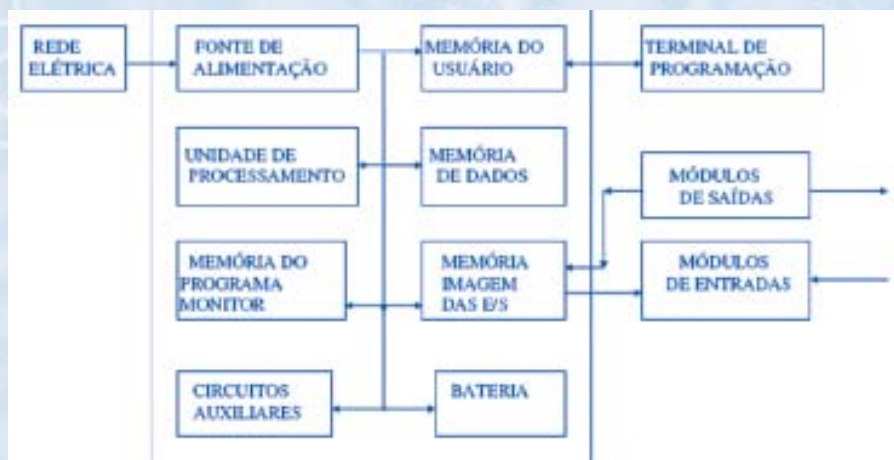 REDE
ELÉTRICA
FONTE DE
ALIMENTAÇÃO
MEMÓRIA DO
USUÁRIO
TERMINAL DE
PROGRAMAÇÃO
UNIDADE DE
PROCESSAMENTO
MEMÓRIA
DE DADOS
MÓDULOS
DE SAÍDAS
MEMÓRIA DO
PROGRAMA
MONITOR
MEMÓRIA
IMAGEM
DAS E/S
MÓDULOS
DE ENTRADAS
CIRCUITOS
AUXILIARES
BATERIA